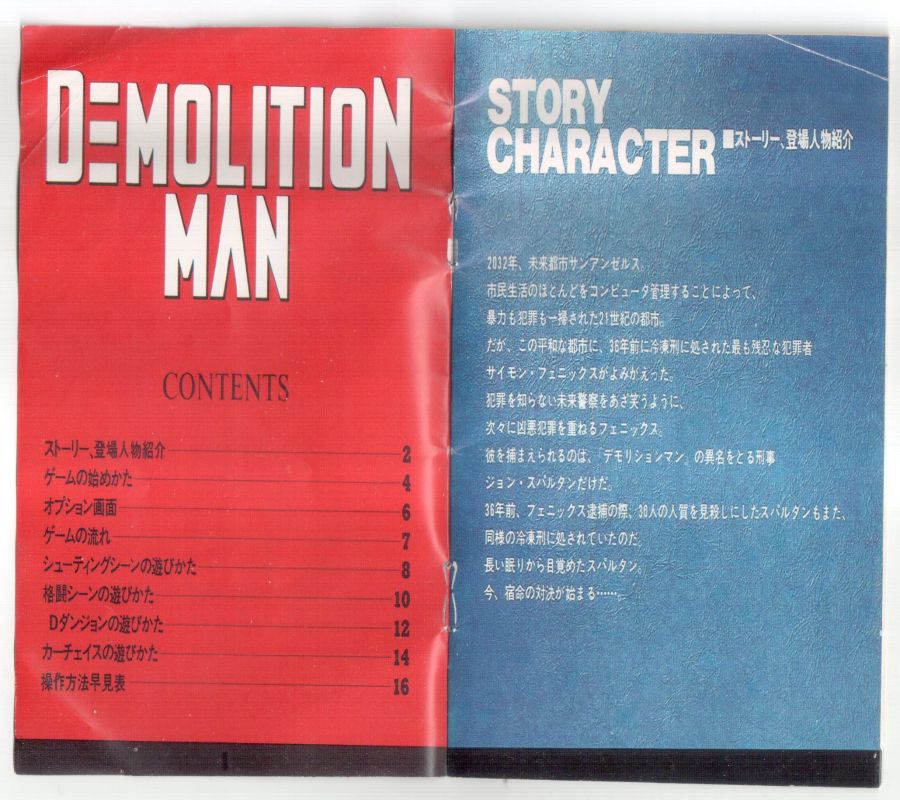 DEMOLITION
MAN
CONTENTS
ストーリー、登場人物紹介 2
ゲームの始めかた 4
オプション画面 6
ゲームの流れ 7
シューティングシーンの遊びかた 8
格闘シーンの遊びかた 10
Dダンジョンの遊びかた 12
カーチェイスの遊びかた 14
操作方法早見表 16
1
STORY
CHARACTER ■ストーリー、登場人物紹介
2032年、未来都市サンアンゼルス。
市民生活のほとんどをコンピュータ管理することによって、
暴力も犯罪も一掃された21世紀の都市。
だが、この平和な都市に、36年前に冷凍刑に処された最も残忍な犯罪者
サイモン・フェニックスがよみがえった。
犯罪を知らない未来警察をあざ笑うように、
次々に凶悪犯罪を重ねるフェニックス。
彼を捕まえられるのは、「デモリションマン」の異名をとる刑事
ジョン・スパルタンだけだ。
36年前、フェニックス逮捕の際、30人の人質を見殺しにしたスパルタンもまた、
同様の冷凍刑に処されていたのだ。
長い眠りから目覚めたスパルタン。
今、宿命の対決が始まる……。